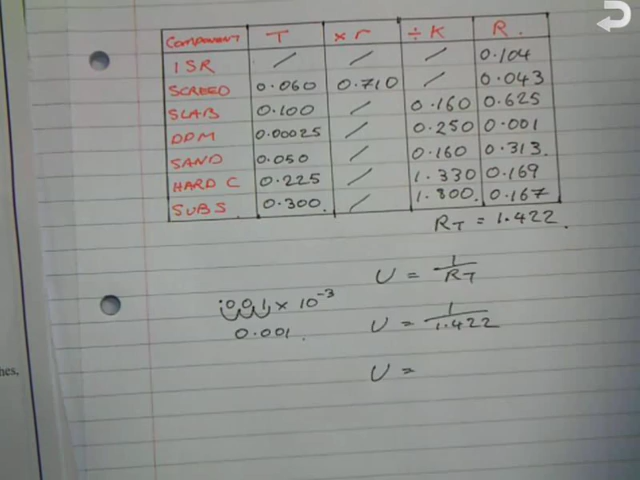 Component T × r ÷ K R.
ISR / / / 0.104
SCREED 0.060 0.710 / 0.043
SLAB 0.100 / 0.160 0.625
DPM 0.00025 / 0.250 0.001
SAND 0.050 / 0.160 0.313.
HARD C 0.225 / 1.330 0.169
SUBS. 0.300. / 1.800. 0.167
RT = 1.422.
U = 1/RT
.001 × 10⁻³
0.001.
U = 1/1.422
U =
hes.